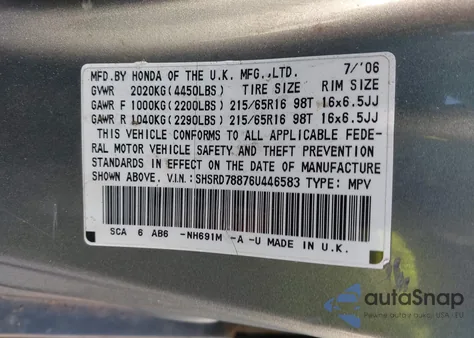 MFD.BY HONDA OF THE U.K. MFG.,LTD. 7/'06
GVWR 2020KG(4450LBS) TIRE SIZE RIM SIZE
GAWR F 1000KG(2200LBS) 215/65R16 98T 16x6.5JJ
GAWR R 1040KG(2290LBS) 215/65R16 98T 16x6.5JJ
THIS VEHICLE CONFORMS TO ALL APPLICABLE FEDE-
RAL MOTOR VEHICLE SAFETY AND THEFT PREVENTION
STANDARDS IN EFFECT ON THE DATE OF MANUFACTURE
SHOWN ABOVE. V.I.N.:SHSRD78876U446583 TYPE: MPV
SCA 6 AB6 -NH691M -A -U MADE IN U.K.
autoSnap